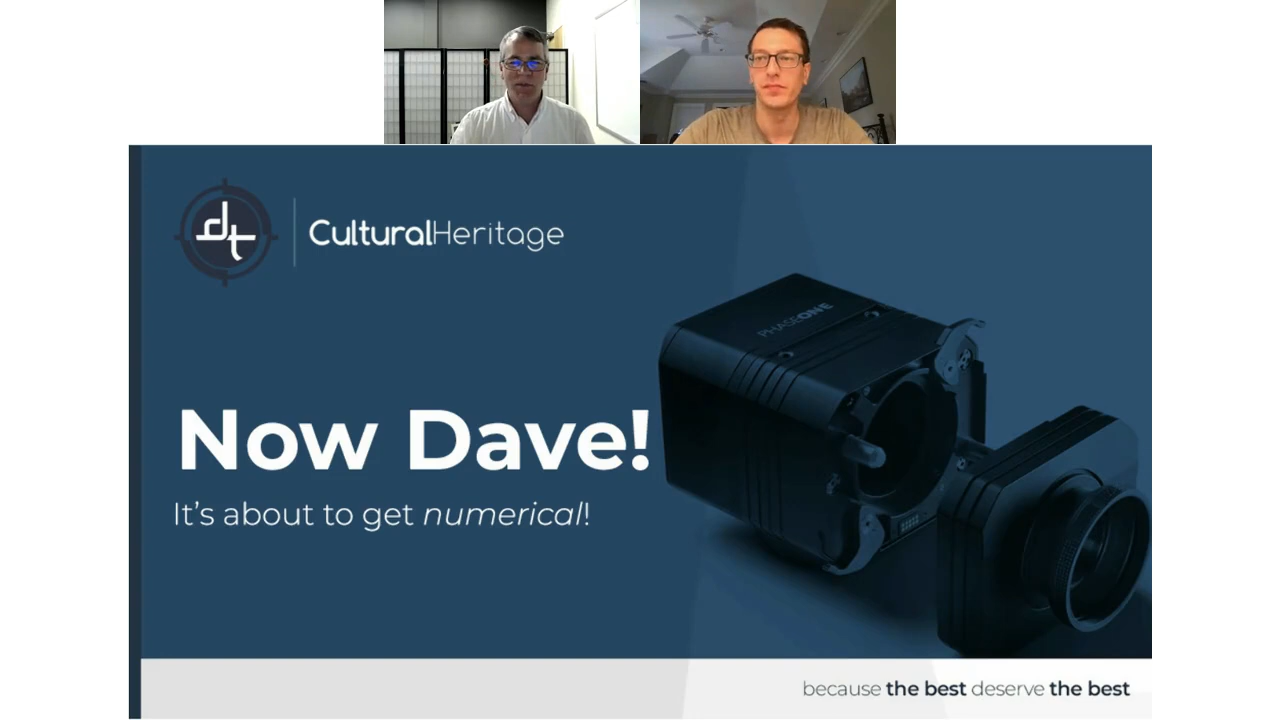 dt
CulturalHeritage
PHASEONE
Now Dave!
It's about to get numerical!
because the best deserve the best